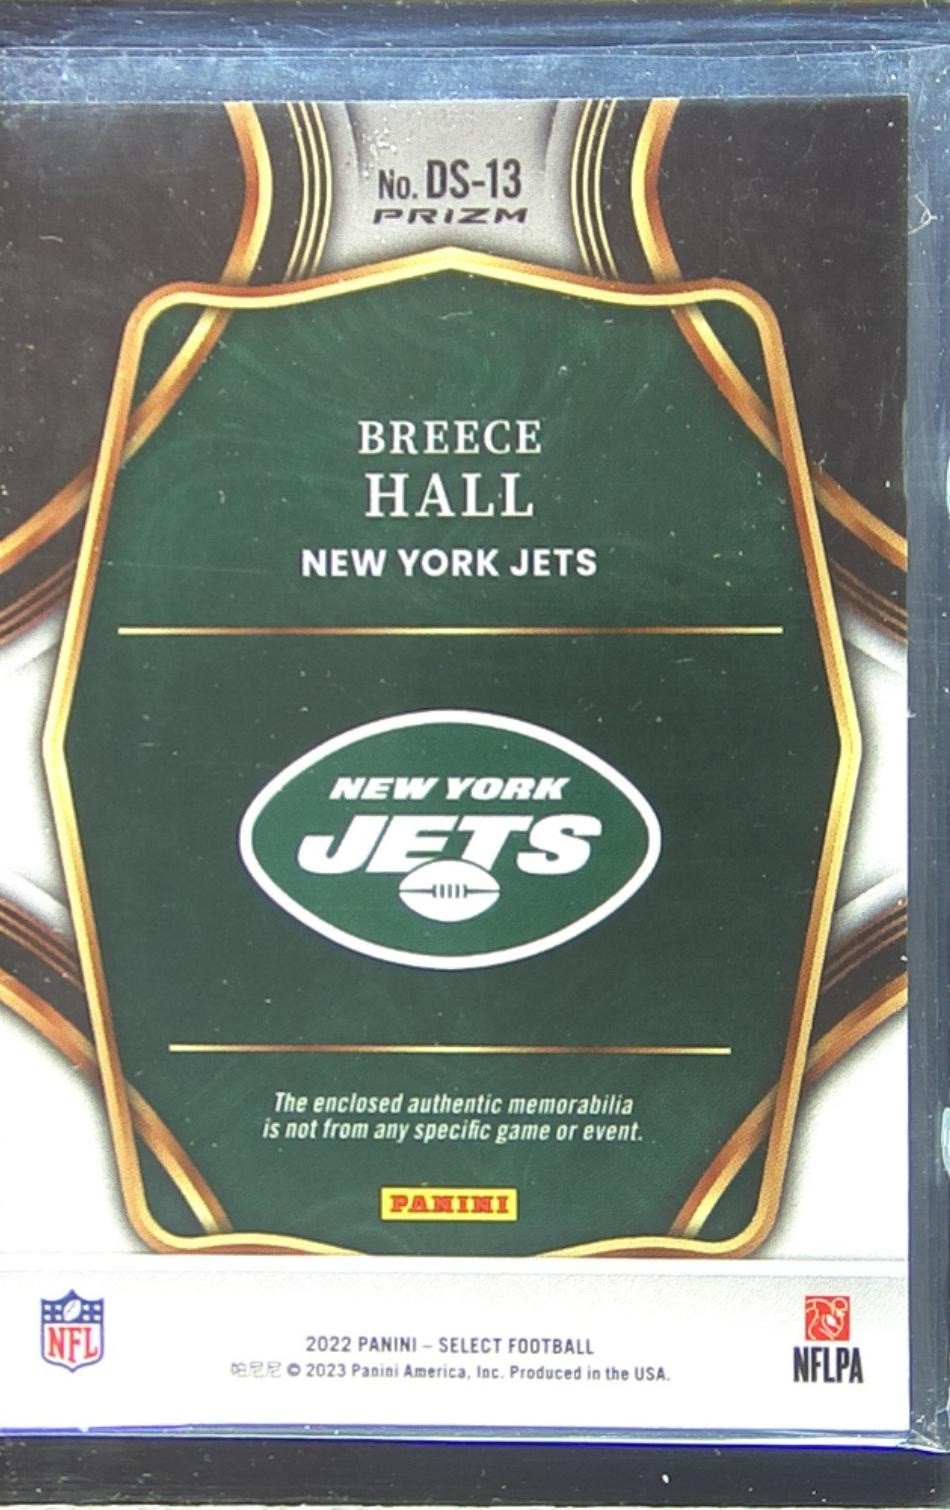 No. DS-13
PRIZM
BREECE
HALL
NEW YORK JETS
NEW YORK
JETS
The enclosed authentic memorabilia
is not from any specific game or event.
PANINI
NFL
NFLPA
2022 PANINI – SELECT FOOTBALL
© 2023 Panini America, Inc. Produced in the USA.